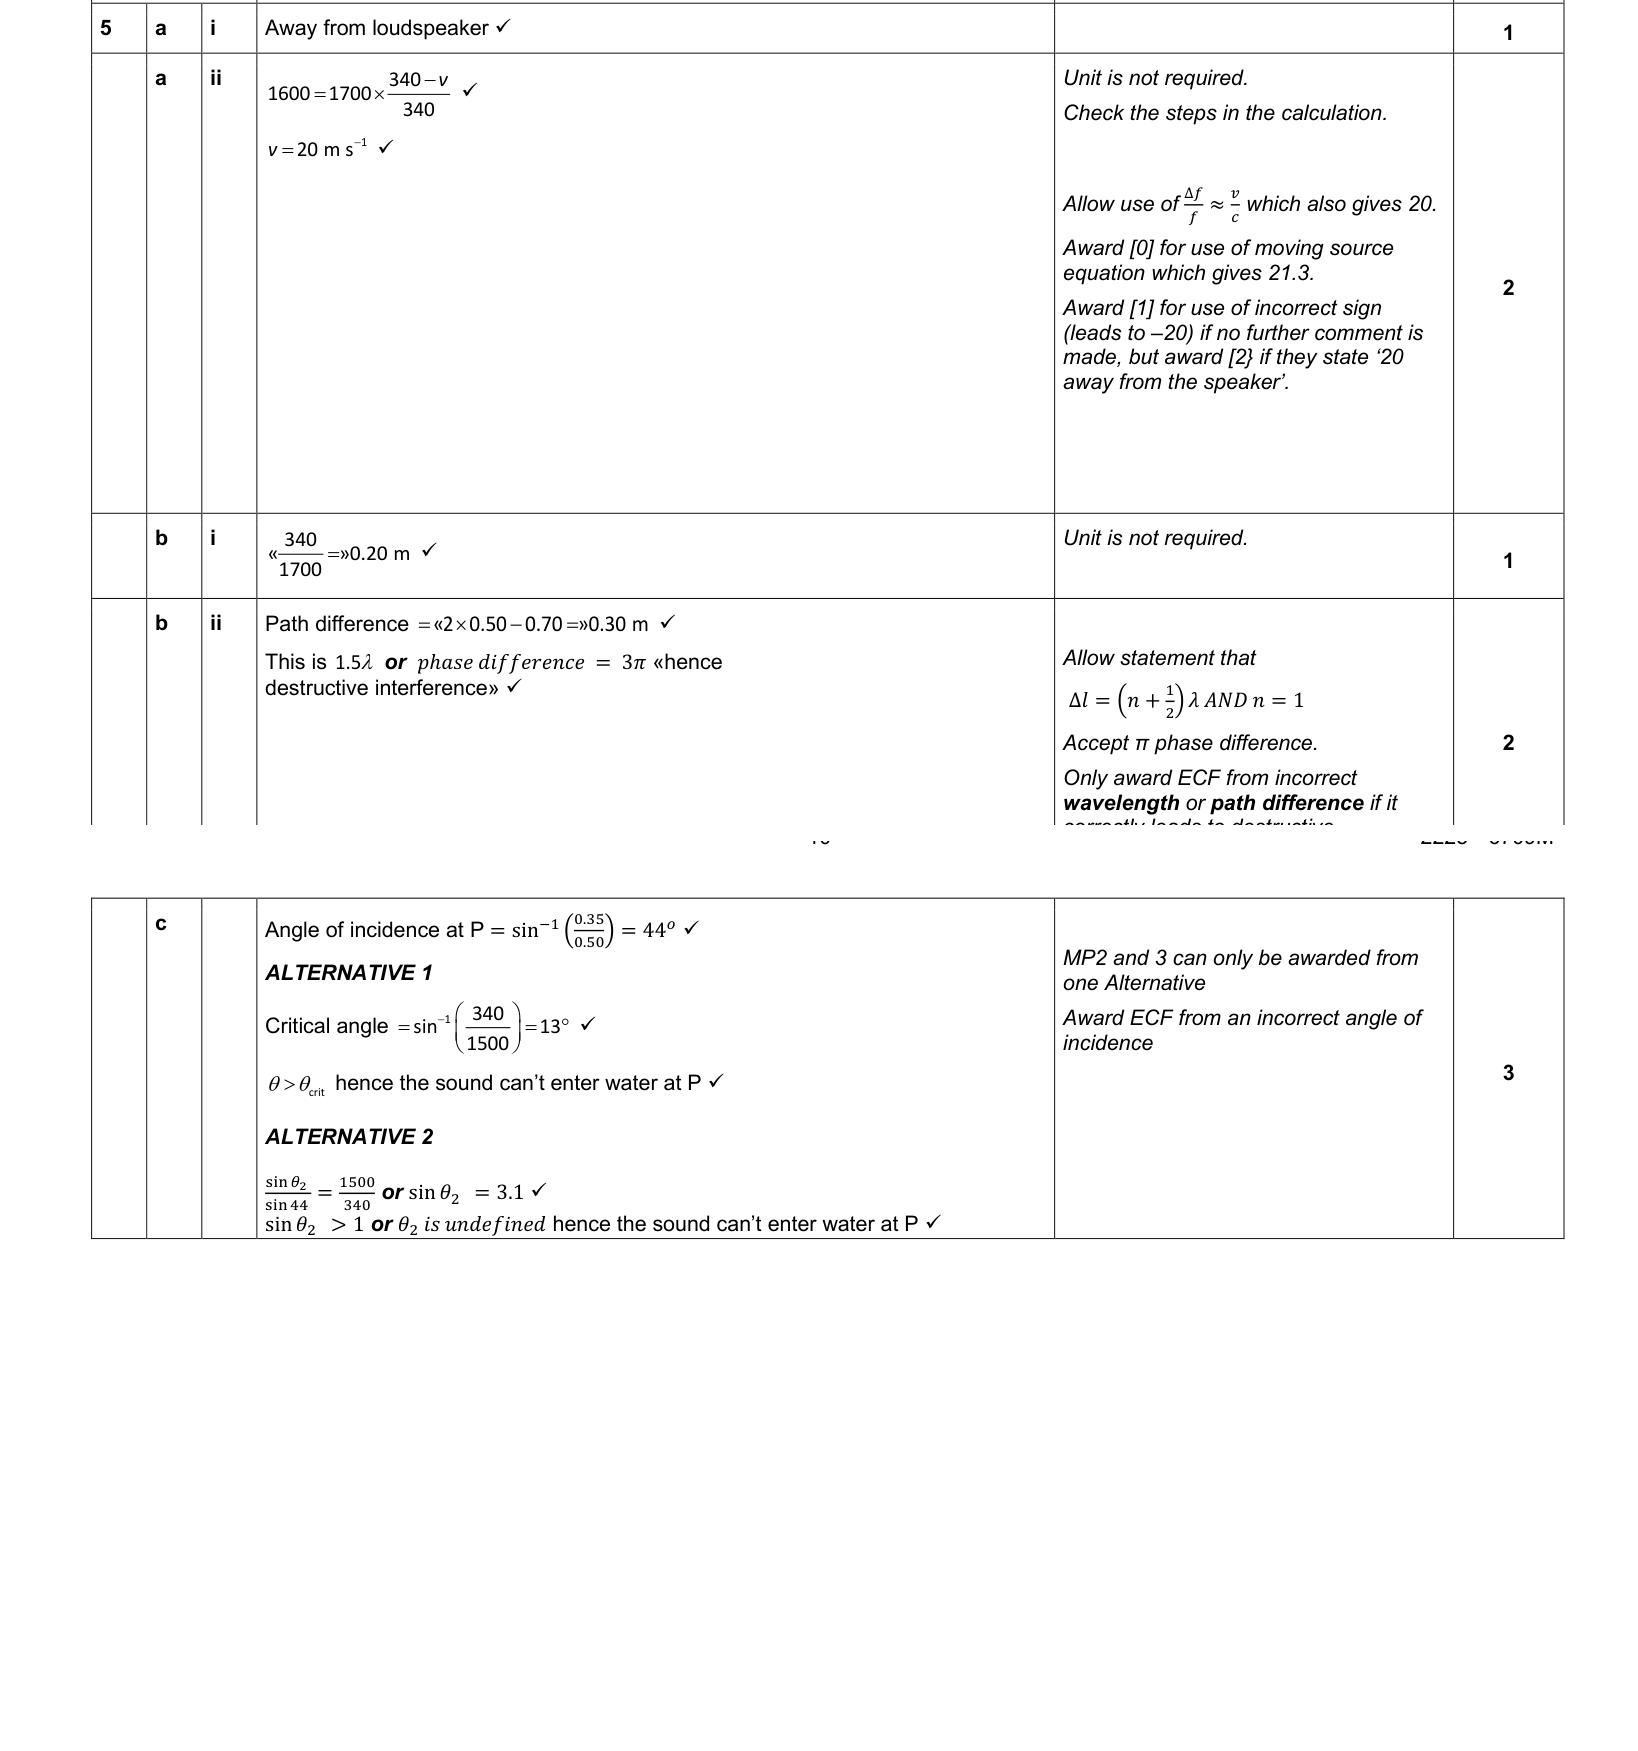 5 a i Away from loudspeaker ✓ 1
a ii 1600 = 1700 × (340 − v)/340 ✓ Unit is not required.
Check the steps in the calculation.
v = 20 m s⁻¹ ✓
Allow use of Δf/f ≈ v/c which also gives 20.
Award [0] for use of moving source
equation which gives 21.3.
2
Award [1] for use of incorrect sign
(leads to –20) if no further comment is
made, but award [2} if they state ‘20
away from the speaker’.
b i «340/1700 =»0.20 m ✓ Unit is not required. 1
b ii Path difference = «2×0.50 − 0.70 =»0.30 m ✓
This is 1.5λ or phase difference = 3π «hence
destructive interference» ✓
Allow statement that
Δl = (n + 1/2) λ AND n = 1
Accept π phase difference.
2
Only award ECF from incorrect
wavelength or path difference if it
c Angle of incidence at P = sin⁻¹ (0.35/0.50) = 44° ✓
ALTERNATIVE 1
Critical angle = sin⁻¹ (340/1500) = 13° ✓
θ > θcrit hence the sound can’t enter water at P ✓
ALTERNATIVE 2
sin θ₂/sin 44 = 1500/340 or sin θ₂ = 3.1 ✓
sin θ₂ > 1 or θ₂ is undefined hence the sound can’t enter water at P ✓
MP2 and 3 can only be awarded from
one Alternative
Award ECF from an incorrect angle of
incidence
3